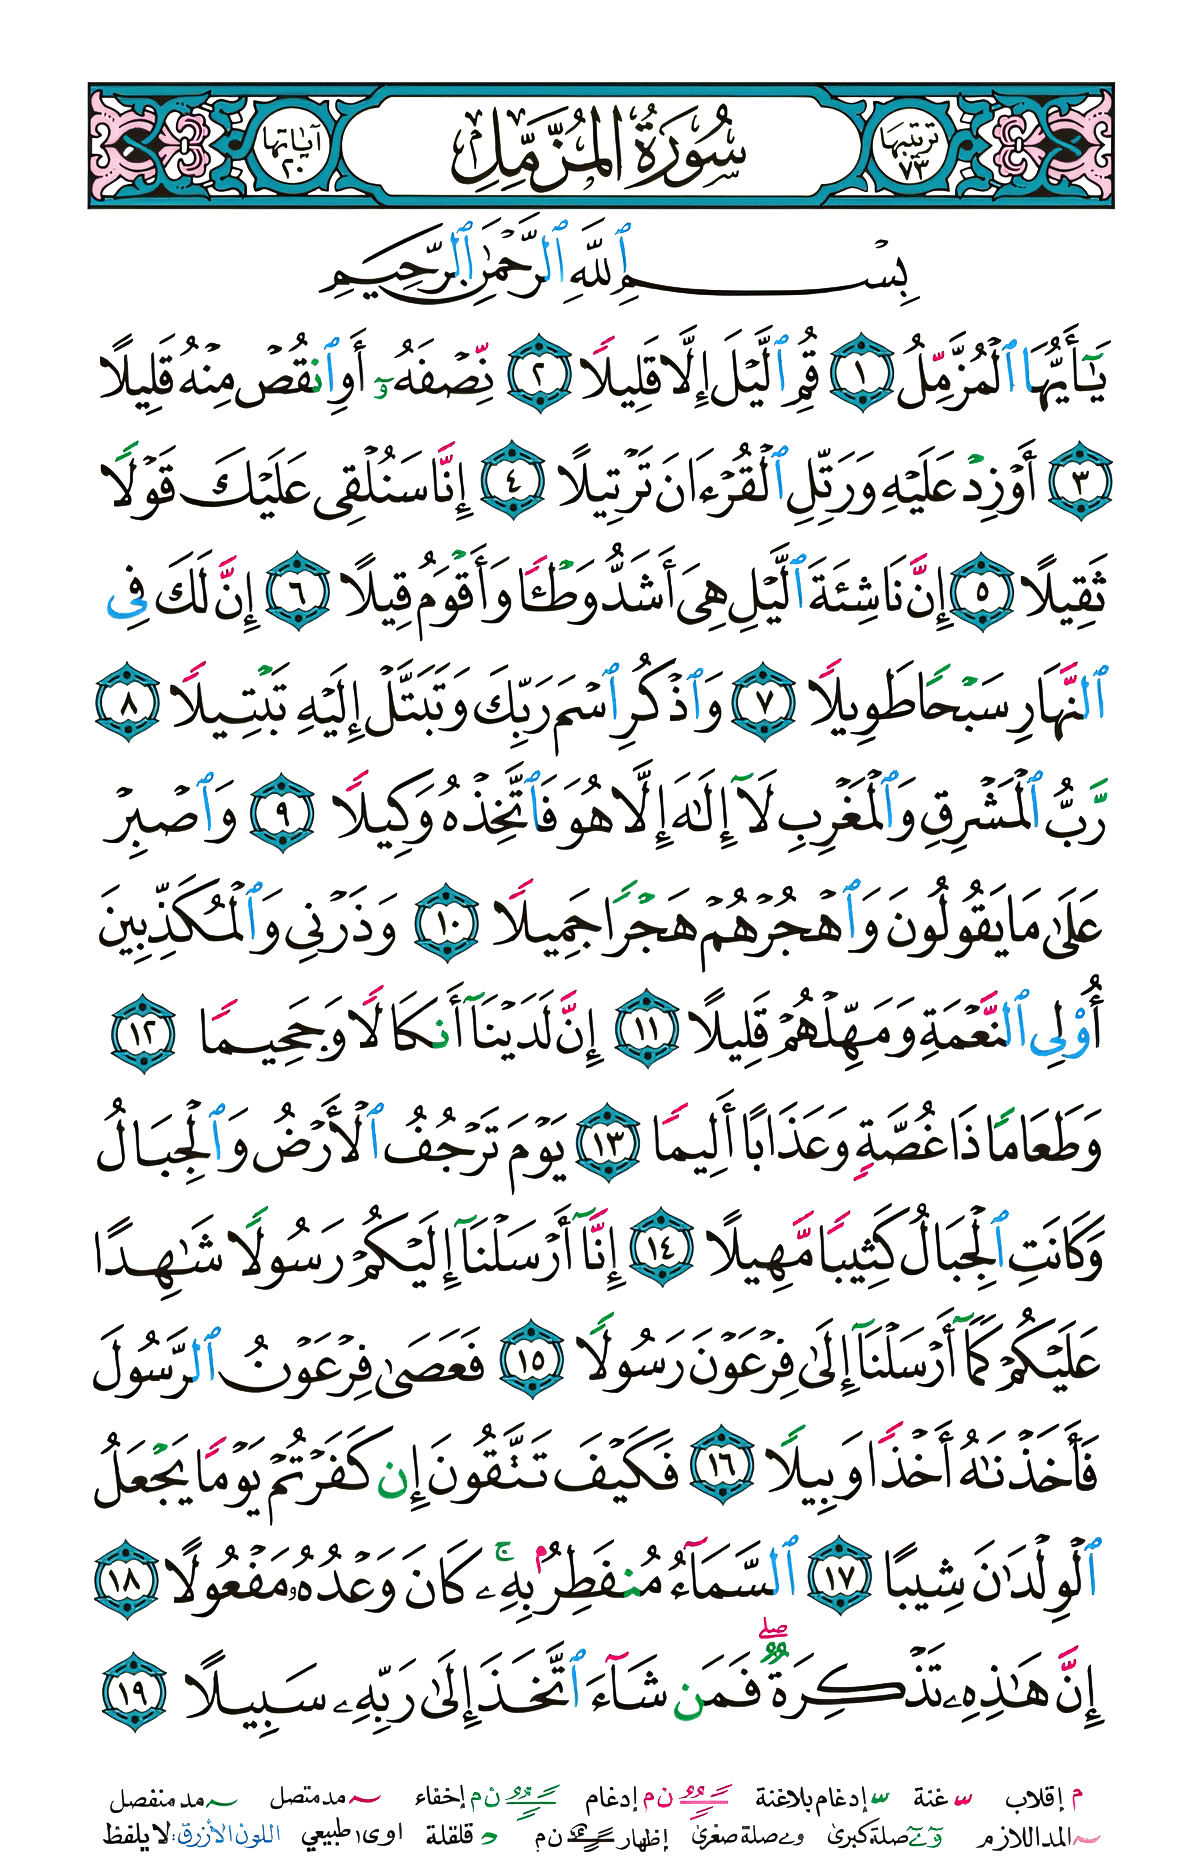 ترتيبها ٧٣ سُورَةُ المُزَّمِّلِ آيَاتها ٢٠
بِسْمِ ٱللَّهِ ٱلرَّحْمَٰنِ ٱلرَّحِيمِ
يَٰٓأَيُّهَا ٱلْمُزَّمِّلُ ١ قُمِ ٱلَّيْلَ إِلَّا قَلِيلًا ٢ نِّصْفَهُۥٓ أَوِ ٱنقُصْ مِنْهُ قَلِيلًا
٣ أَوْ زِدْ عَلَيْهِ وَرَتِّلِ ٱلْقُرْءَانَ تَرْتِيلًا ٤ إِنَّا سَنُلْقِى عَلَيْكَ قَوْلًا
ثَقِيلًا ٥ إِنَّ نَاشِئَةَ ٱلَّيْلِ هِىَ أَشَدُّ وَطْـًٔا وَأَقْوَمُ قِيلًا ٦ إِنَّ لَكَ فِى
ٱلنَّهَارِ سَبْحًا طَوِيلًا ٧ وَٱذْكُرِ ٱسْمَ رَبِّكَ وَتَبَتَّلْ إِلَيْهِ تَبْتِيلًا ٨
رَّبُّ ٱلْمَشْرِقِ وَٱلْمَغْرِبِ لَآ إِلَٰهَ إِلَّا هُوَ فَٱتَّخِذْهُ وَكِيلًا ٩ وَٱصْبِرْ
عَلَىٰ مَا يَقُولُونَ وَٱهْجُرْهُمْ هَجْرًا جَمِيلًا ١٠ وَذَرْنِى وَٱلْمُكَذِّبِينَ
أُو۟لِى ٱلنَّعْمَةِ وَمَهِّلْهُمْ قَلِيلًا ١١ إِنَّ لَدَيْنَآ أَنكَالًا وَجَحِيمًا ١٢
وَطَعَامًا ذَا غُصَّةٍ وَعَذَابًا أَلِيمًا ١٣ يَوْمَ تَرْجُفُ ٱلْأَرْضُ وَٱلْجِبَالُ
وَكَانَتِ ٱلْجِبَالُ كَثِيبًا مَّهِيلًا ١٤ إِنَّآ أَرْسَلْنَآ إِلَيْكُمْ رَسُولًا شَٰهِدًا
عَلَيْكُمْ كَمَآ أَرْسَلْنَآ إِلَىٰ فِرْعَوْنَ رَسُولًا ١٥ فَعَصَىٰ فِرْعَوْنُ ٱلرَّسُولَ
فَأَخَذْنَٰهُ أَخْذًا وَبِيلًا ١٦ فَكَيْفَ تَتَّقُونَ إِن كَفَرْتُمْ يَوْمًا يَجْعَلُ
ٱلْوِلْدَٰنَ شِيبًا ١٧ ٱلسَّمَآءُ مُنفَطِرٌۢ بِهِۦ ۚ كَانَ وَعْدُهُۥ مَفْعُولًا ١٨
إِنَّ هَٰذِهِۦ تَذْكِرَةٌ ۖ فَمَن شَآءَ ٱتَّخَذَ إِلَىٰ رَبِّهِۦ سَبِيلًا ١٩
م إقلاب ّ غنة ّ إدغام بلا غنة ـًـٍـٌ ن م إدغام ـًـٍـٌ ن م إخفاء ~ مد متصل ~ مد منفصل
~ المد اللازم وٓ ےٓ صلة كبرى و ے صلة صغرى إظهار ـًـٍـٌ ن م د قلقلة اوى ا طبيعي اللون الأزرق: لا يلفظ